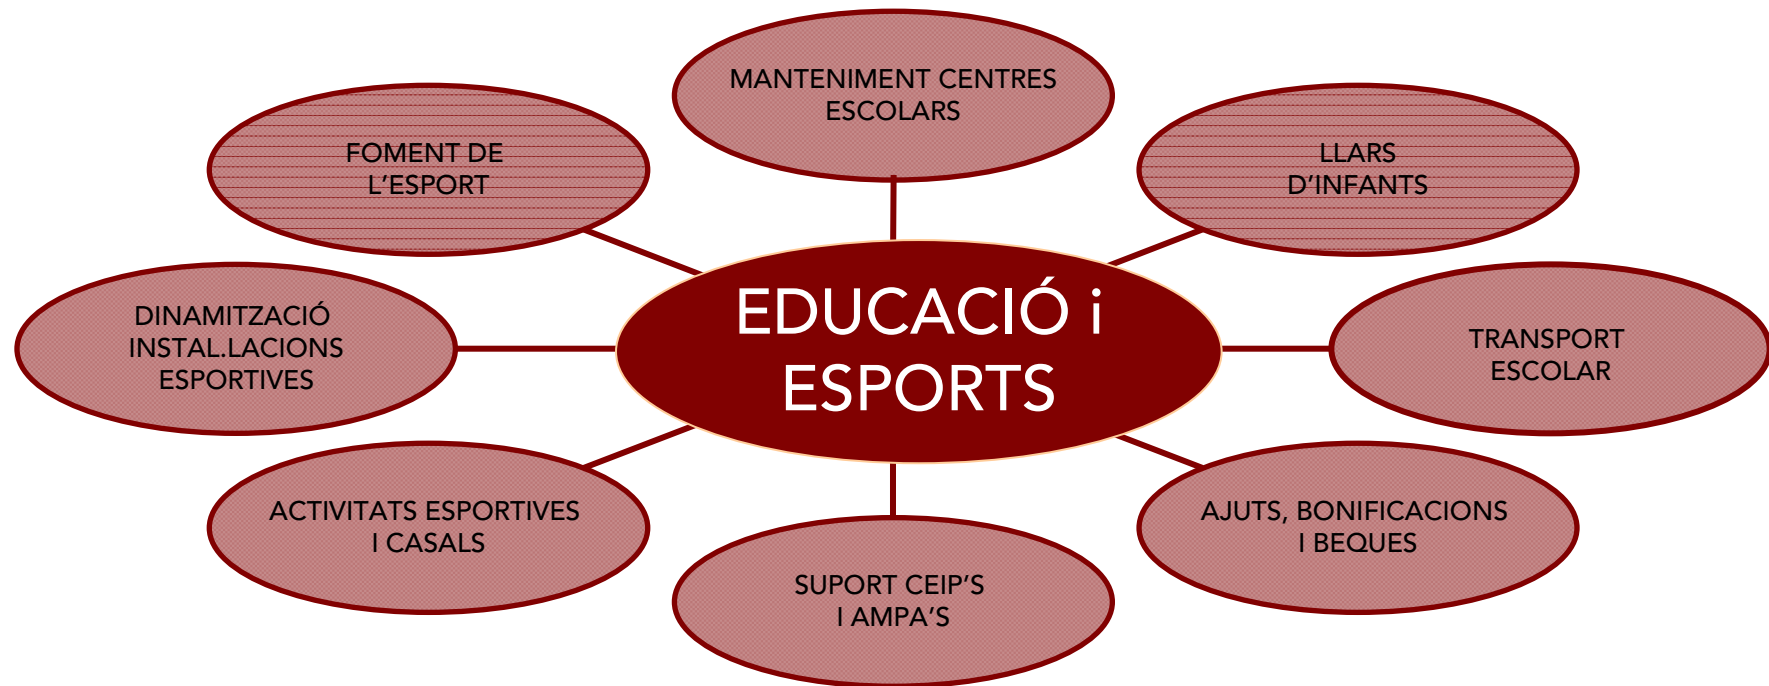 MANTENIMENT CENTRES
ESCOLARS
FOMENT DE
L'ESPORT
LLARS
D'INFANTS
DINAMITZACIÓ
INSTAL.LACIONS
ESPORTIVES
EDUCACIÓ i
ESPORTS
TRANSPORT
ESCOLAR
ACTIVITATS ESPORTIVES
I CASALS
AJUTS, BONIFICACIONS
I BEQUES
SUPORT CEIP'S
I AMPA'S